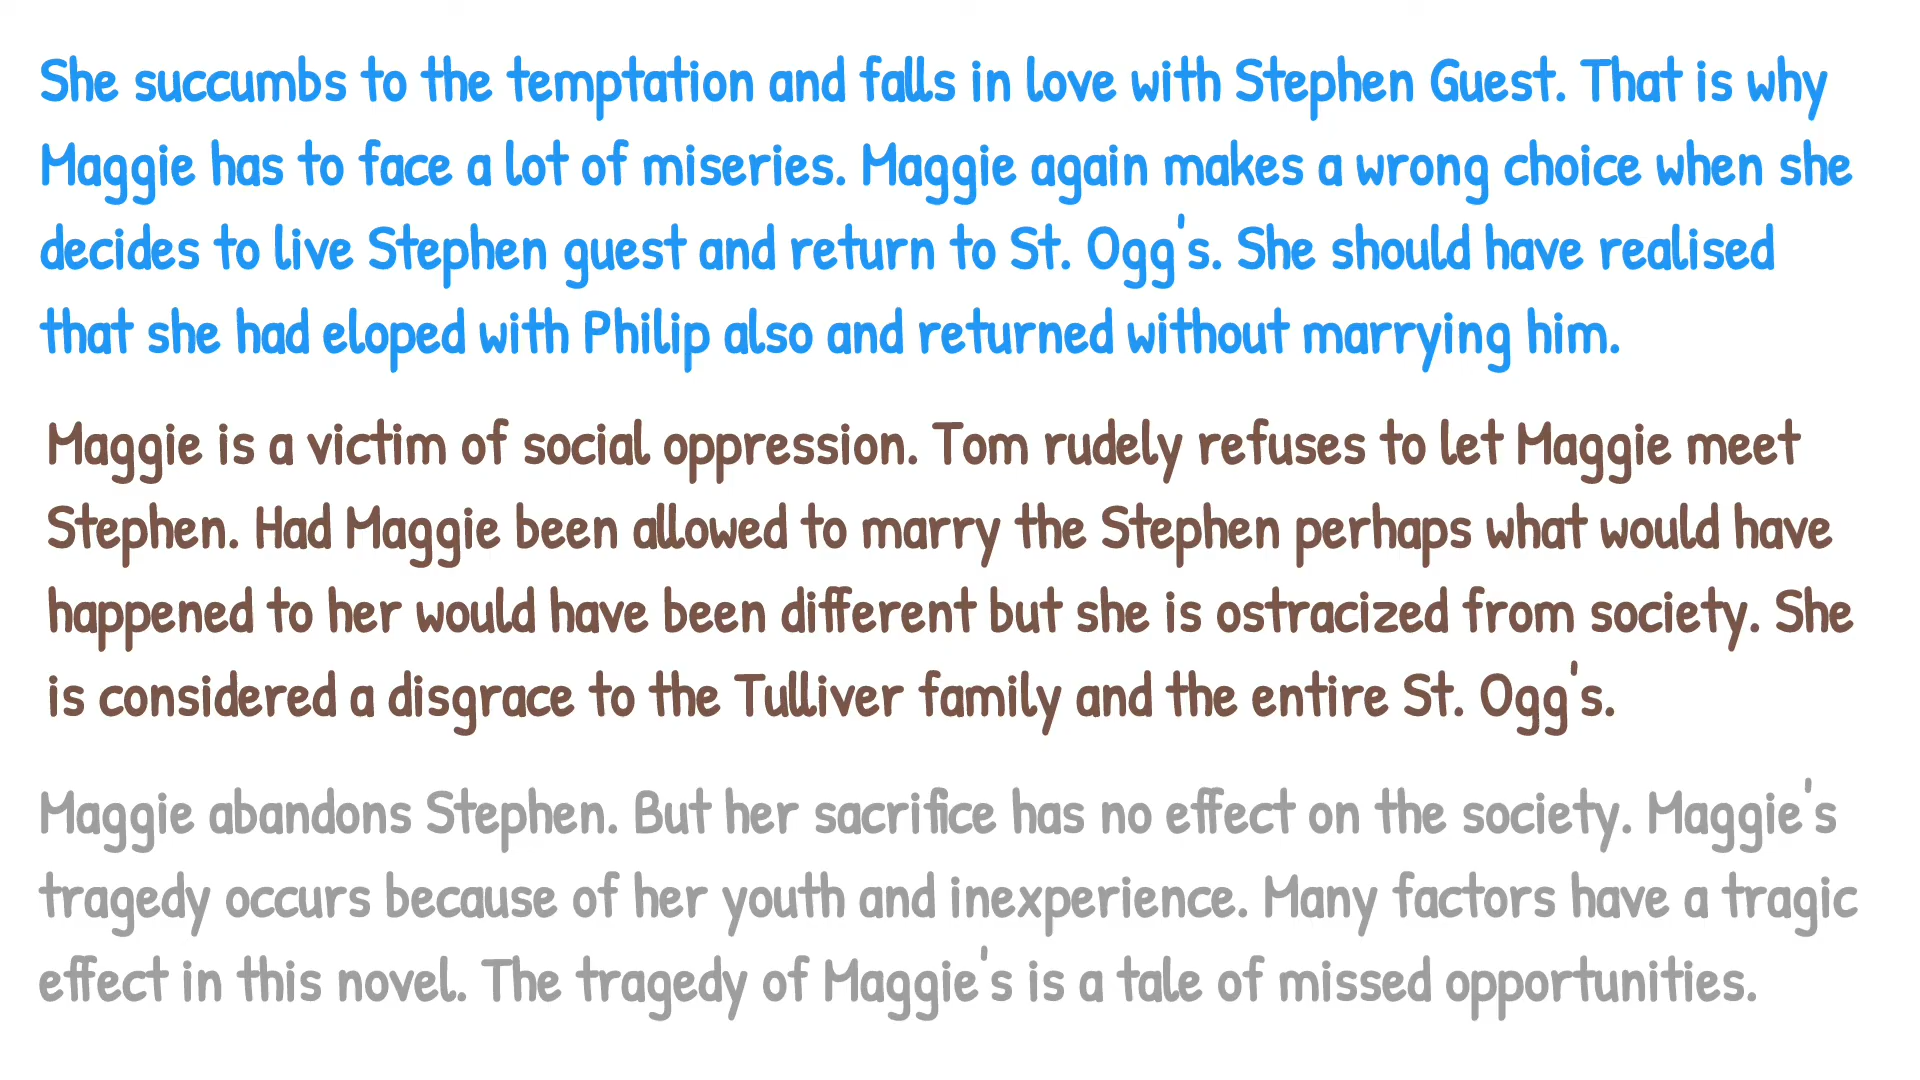 She succumbs to the temptation and falls in love with Stephen Guest. That is why
Maggie has to face a lot of miseries. Maggie again makes a wrong choice when she
decides to live Stephen guest and return to St. Ogg's. She should have realised
that she had eloped with Philip also and returned without marrying him.
Maggie is a victim of social oppression. Tom rudely refuses to let Maggie meet
Stephen. Had Maggie been allowed to marry the Stephen perhaps what would have
happened to her would have been different but she is ostracized from society. She
is considered a disgrace to the Tulliver family and the entire St. Ogg's.
Maggie abandons Stephen. But her sacrifice has no effect on the society. Maggie's
tragedy occurs because of her youth and inexperience. Many factors have a tragic
effect in this novel. The tragedy of Maggie's is a tale of missed opportunities.